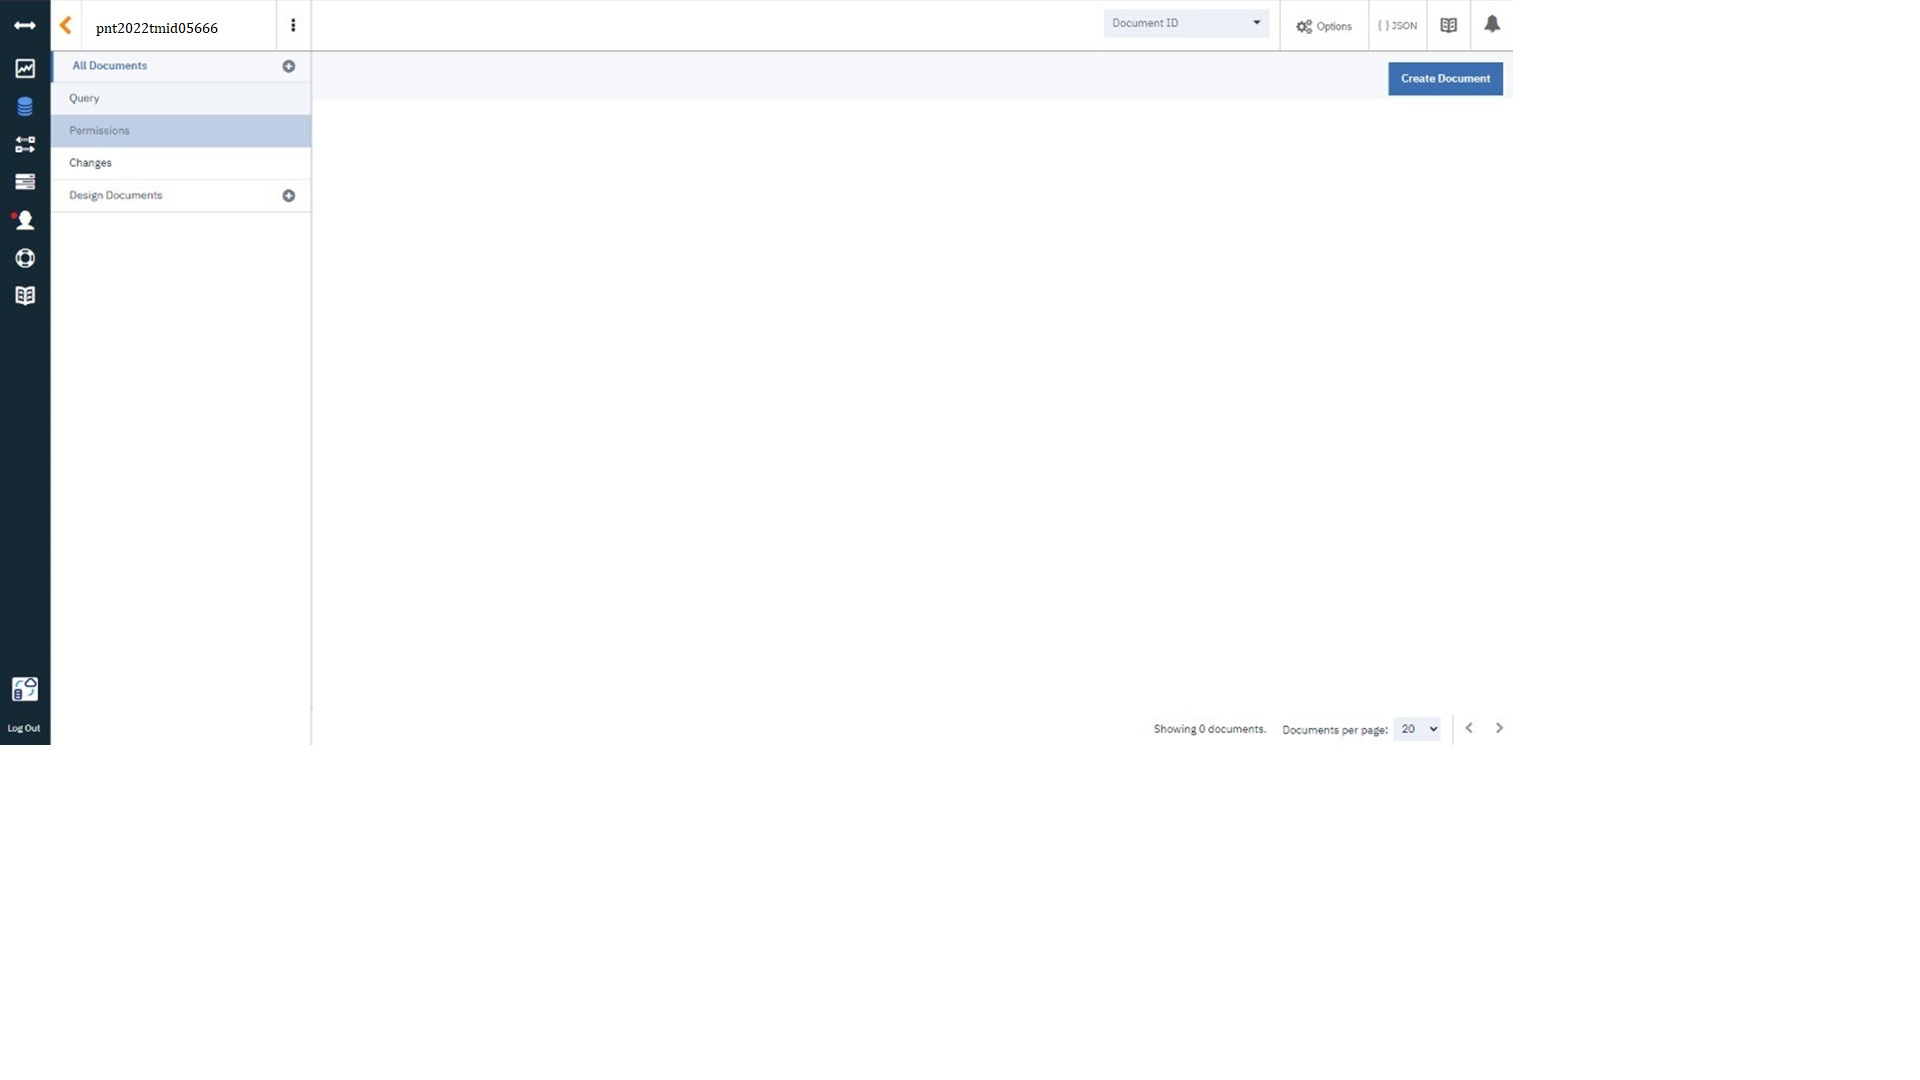 pnt2022tmid05666
Document ID
Options
{ } JSON
All Documents
Create Document
Query
Permissions
Changes
Design Documents
Log Out
Showing 0 documents.
Documents per page: 20